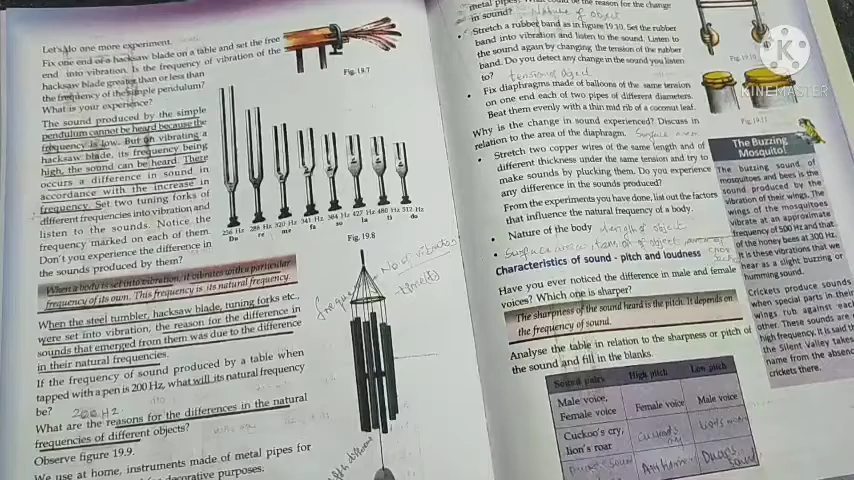 Let's do one more experiment.
Fix one end of a hacksaw blade on a table and set the free
end into vibration. Is the frequency of vibration of the
hacksaw blade greater than or less than
the frequency of the simple pendulum?
What is your experience?
The sound produced by the simple
pendulum cannot be heard because the
frequency is low. But on vibrating a
hacksaw blade, its frequency being
high, the sound can be heard. There
occurs a difference in sound in
accordance with the increase in
frequency. Set two tuning forks of
different frequencies into vibration and
listen to the sounds. Notice the
frequency marked on each of them.
Don't you experience the difference in
the sounds produced by them?
Fig. 19.7
256 Hz 288 Hz 320 Hz 341 Hz 384 Hz 427 Hz 480 Hz 512 Hz
Do re me fa so la ti do
Fig. 19.8
When a body is set into vibration, it vibrates with a particular
frequency of its own. This frequency is its natural frequency.
When the steel tumbler, hacksaw blade, tuning forks etc.,
were set into vibration, the reason for the difference in
sounds that emerged from them was due to the difference
in their natural frequencies.
If the frequency of sound produced by a table when
tapped with a pen is 200 Hz, what will its natural frequency
be? 200 Hz
What are the reasons for the differences in the natural
frequencies of different objects?
Observe figure 19.9.
We use at home, instruments made of metal pipes for
decorative purposes.
frequency = No of vibration
time(s)
metal pipes? What could be the reason for the change
in sound? Nature of object
• Stretch a rubber band as in figure 19.10. Set the rubber
band into vibration and listen to the sound. Listen to
the sound again by changing the tension of the rubber
band. Do you detect any change in the sound you listen
to? tension of object
• Fix diaphragms made of balloons of the same tension
on one end each of two pipes of different diameters.
Beat them evenly with a thin mid rib of a coconut leaf.
Why is the change in sound experienced? Discuss in
relation to the area of the diaphragm. Surface area
• Stretch two copper wires of the same length and of
different thickness under the same tension and try to
make sounds by plucking them. Do you experience
any difference in the sounds produced?
From the experiments you have done, list out the factors
that influence the natural frequency of a body.
• Nature of the body length of object
• Surface area tension of object
Characteristics of sound - pitch and loudness
Have you ever noticed the difference in male and female
voices? Which one is sharper?
The sharpness of the sound heard is the pitch. It depends on
the frequency of sound.
Analyse the table in relation to the sharpness or pitch of
the sound and fill in the blanks.
Sound pairs High pitch Low pitch
Male voice,
Female voice Female voice Male voice
Cuckoo's cry,
lion's roar Cuckoo's cry
Fig. 19.10
Fig. 19.11
KINEMASTER
The Buzzing
Mosquito!
The buzzing sound of
mosquitoes and bees is the
sound produced by the
vibration of their wings. The
wings of the mosquitoes
vibrate at an approximate
frequency of 500 Hz and that
of the honey bees at 300 Hz.
It is these vibrations that we
hear as a slight buzzing or
humming sound.
Crickets produce sounds
when special parts in their
wings rub against each
other. These sounds are
high frequency. It is said
the Silent Valley takes
name from the absence
crickets there.